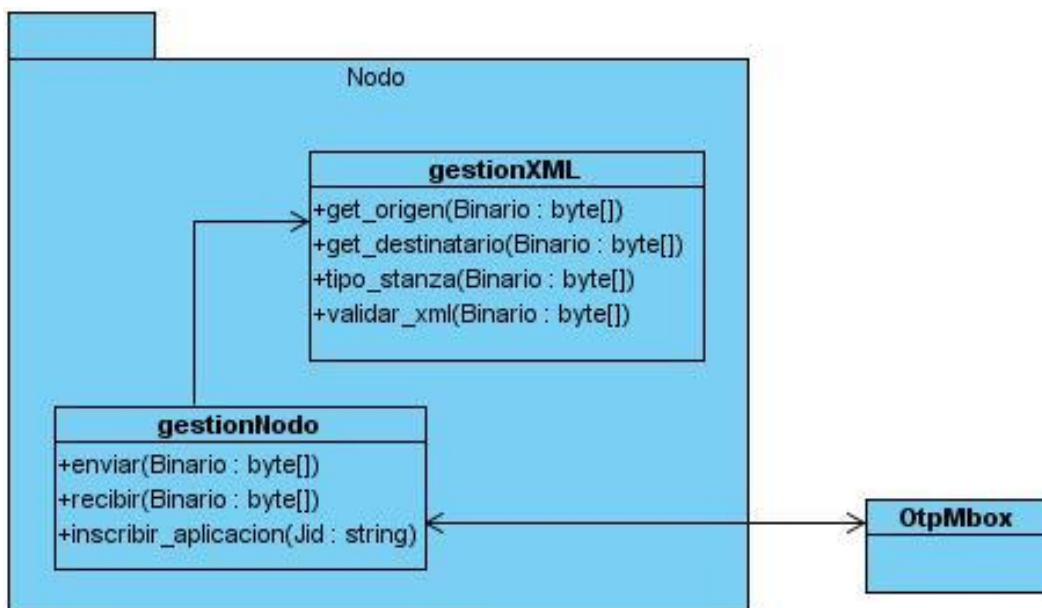 Nodo
gestionXML
+get_origen(Binario : byte[])
+get_destinatario(Binario : byte[])
+tipo_stanza(Binario : byte[])
+validar_xml(Binario : byte[])
gestionNodo
+enviar(Binario : byte[])
+recibir(Binario : byte[])
+inscribir_aplicacion(Jid : string)
OtpMbox